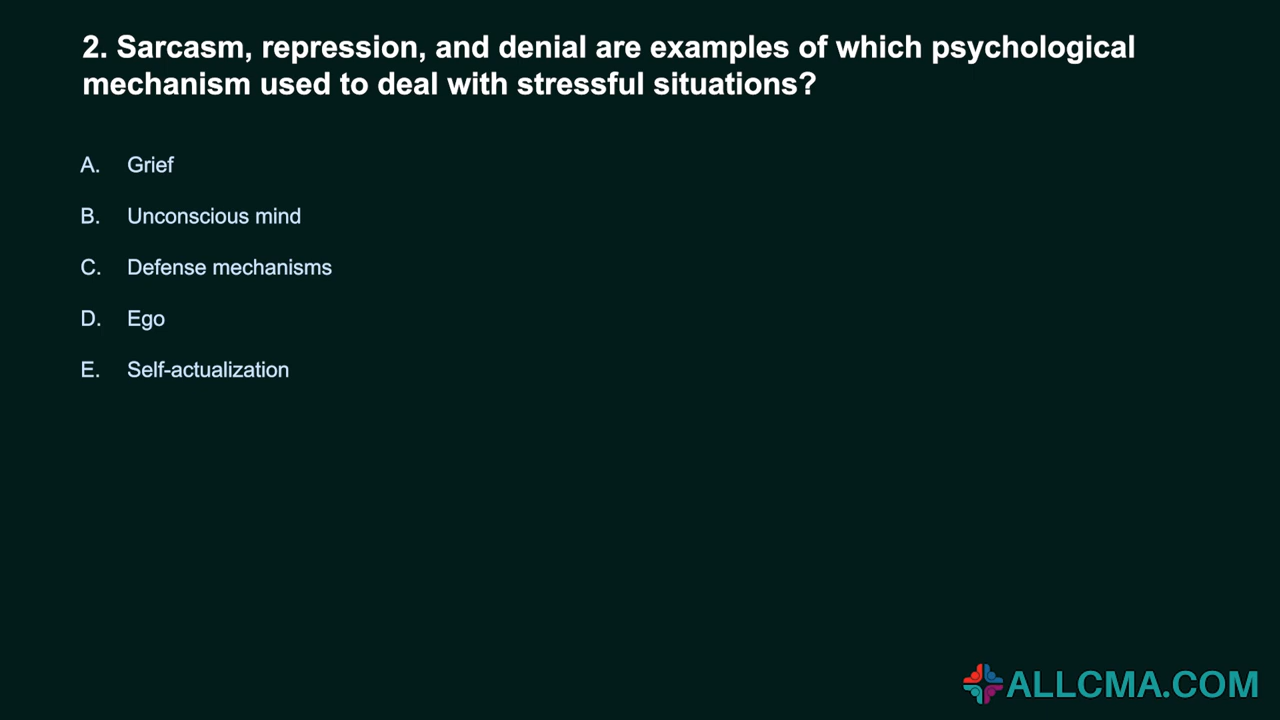 2. Sarcasm, repression, and denial are examples of which psychological
mechanism used to deal with stressful situations?
A. Grief
B. Unconscious mind
C. Defense mechanisms
D. Ego
E. Self-actualization
ALLCMA.COM